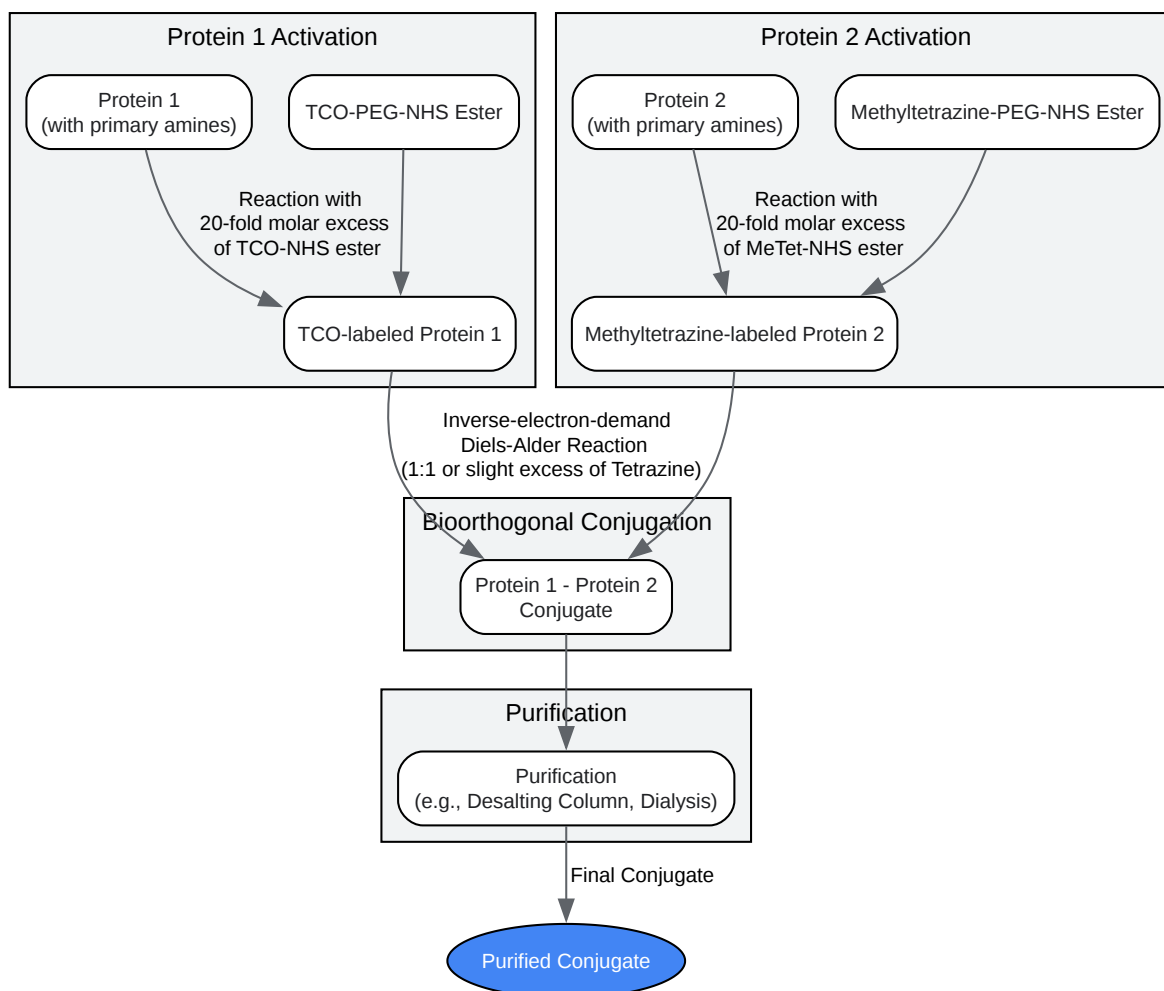 Protein 1 Activation
Protein 1
(with primary amines)
TCO-PEG-NHS Ester
Reaction with
20-fold molar excess
of TCO-NHS ester
TCO-labeled Protein 1
Protein 2 Activation
Protein 2
(with primary amines)
Methyltetrazine-PEG-NHS Ester
Reaction with
20-fold molar excess
of MeTet-NHS ester
Methyltetrazine-labeled Protein 2
Inverse-electron-demand
Diels-Alder Reaction
(1:1 or slight excess of Tetrazine)
Bioorthogonal Conjugation
Protein 1 - Protein 2
Conjugate
Purification
Purification
(e.g., Desalting Column, Dialysis)
Final Conjugate
Purified Conjugate